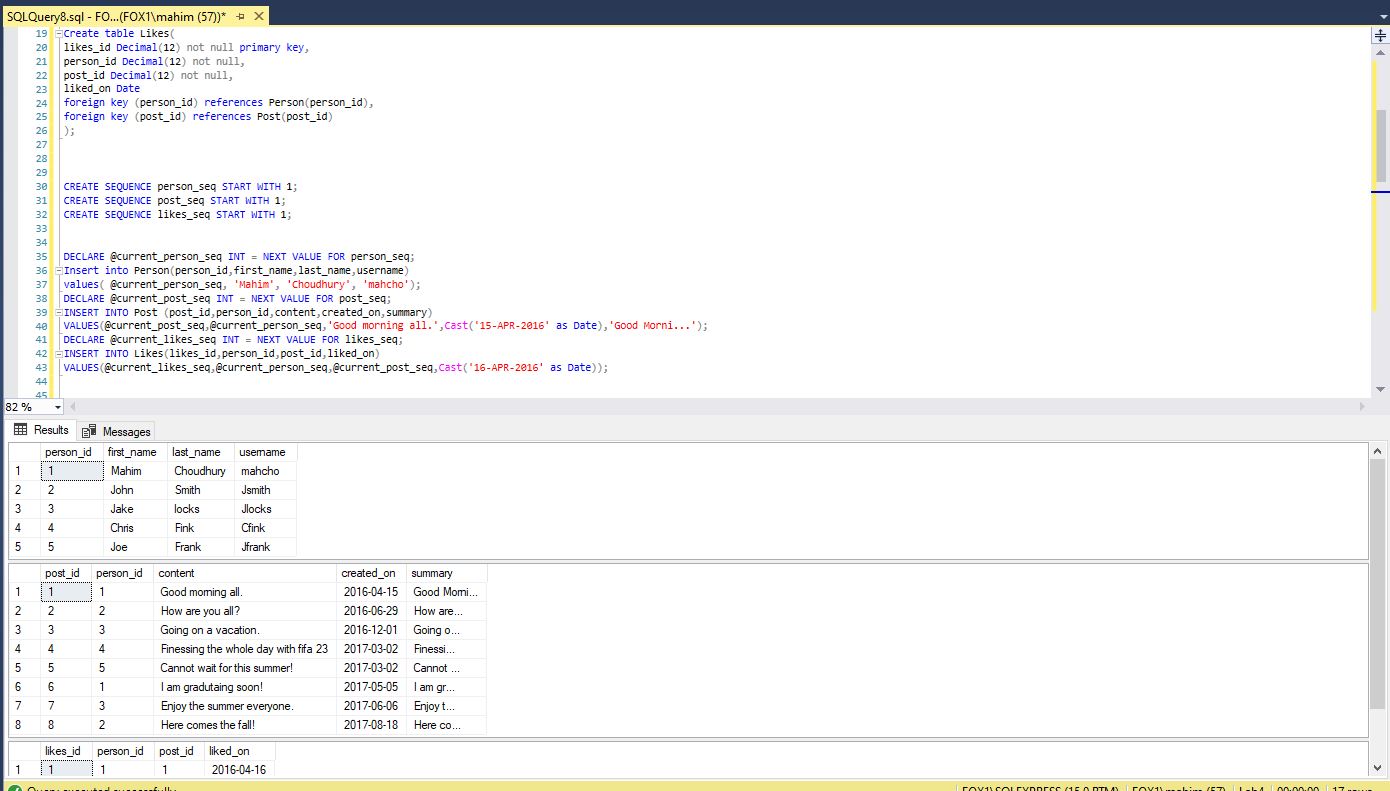 SQLQuery8.sql - FO...(FOX1\mahim (57))*
19 Create table Likes(
20 likes_id Decimal(12) not null primary key,
21 person_id Decimal(12) not null,
22 post_id Decimal(12) not null,
23 liked_on Date
24 foreign key (person_id) references Person(person_id),
25 foreign key (post_id) references Post(post_id)
26 );
27
28
29
30 CREATE SEQUENCE person_seq START WITH 1;
31 CREATE SEQUENCE post_seq START WITH 1;
32 CREATE SEQUENCE likes_seq START WITH 1;
33
34
35 DECLARE @current_person_seq INT = NEXT VALUE FOR person_seq;
36 Insert into Person(person_id,first_name,last_name,username)
37 values( @current_person_seq, 'Mahim', 'Choudhury', 'mahcho');
38 DECLARE @current_post_seq INT = NEXT VALUE FOR post_seq;
39 INSERT INTO Post (post_id,person_id,content,created_on,summary)
40 VALUES(@current_post_seq,@current_person_seq,'Good morning all.',Cast('15-APR-2016' as Date),'Good Morni...');
41 DECLARE @current_likes_seq INT = NEXT VALUE FOR likes_seq;
42 INSERT INTO Likes(likes_id,person_id,post_id,liked_on)
43 VALUES(@current_likes_seq,@current_person_seq,@current_post_seq,Cast('16-APR-2016' as Date));
44
45
82 %
Results Messages
person_id first_name last_name username
1 1 Mahim Choudhury mahcho
2 2 John Smith Jsmith
3 3 Jake locks Jlocks
4 4 Chris Fink Cfink
5 5 Joe Frank Jfrank
post_id person_id content created_on summary
1 1 1 Good morning all. 2016-04-15 Good Morni...
2 2 2 How are you all? 2016-06-29 How are...
3 3 3 Going on a vacation. 2016-12-01 Going o...
4 4 4 Finessing the whole day with fifa 23 2017-03-02 Finessi...
5 5 5 Cannot wait for this summer! 2017-03-02 Cannot ...
6 6 1 I am gradutaing soon! 2017-05-05 I am gr...
7 7 3 Enjoy the summer everyone. 2017-06-06 Enjoy t...
8 8 2 Here comes the fall! 2017-08-18 Here co...
likes_id person_id post_id liked_on
1 1 1 1 2016-04-16
Query executed successfully. FOX1\SQLEXPRESS (15.0 RTM) FOX1\mahim (57) Lab4 00:00:00 17 rows